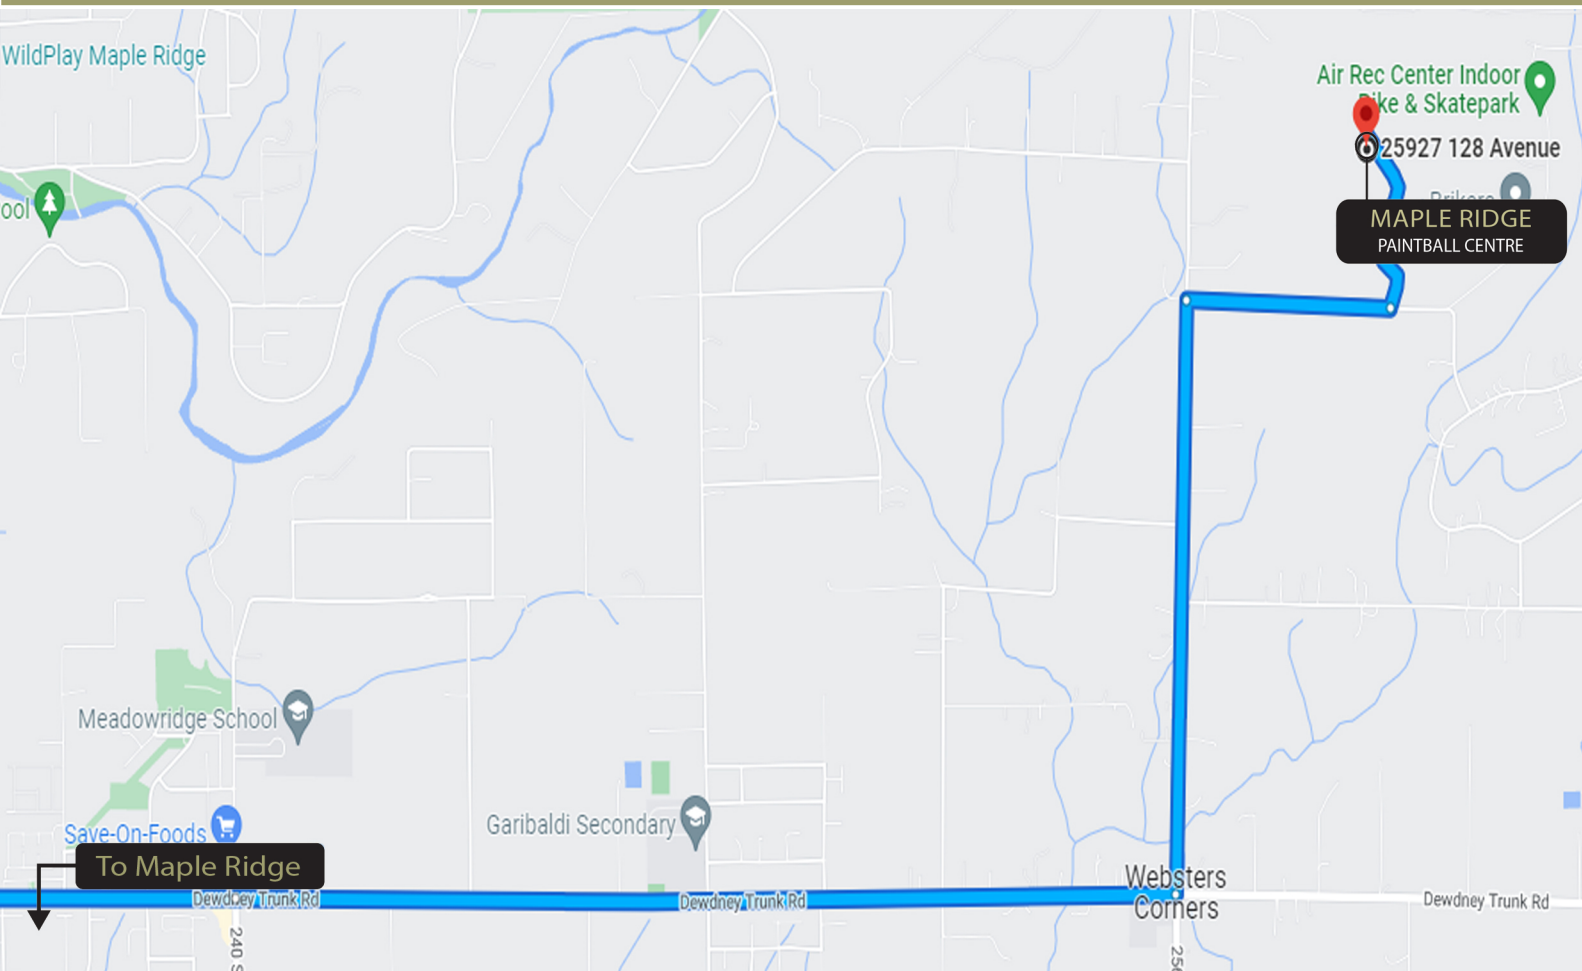 WildPlay Maple Ridge
Air Rec Center Indoor
Bike & Skatepark
25927 128 Avenue
MAPLE RIDGE
PAINTBALL CENTRE
Meadowridge School
Save-On-Foods
Garibaldi Secondary
To Maple Ridge
Websters
Corners
Dewdney Trunk Rd
Dewdney Trunk Rd
Dewdney Trunk Rd
240 S